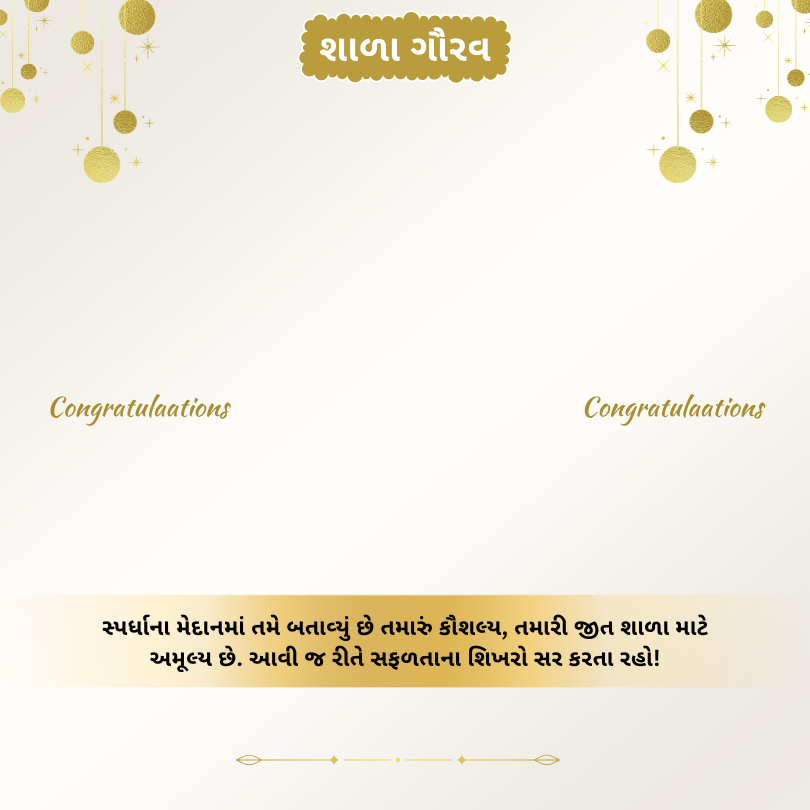 શાળા ગૌરવ
Congratulaations
Congratulaations
સ્પર્ધાના મેદાનમાં તમે બતાવ્યું છે તમારું કૌશલ્ય, તમારી જીત શાળા માટે
અમૂલ્ય છે. આવી જ રીતે સફળતાના શિખરો સર કરતા રહો!